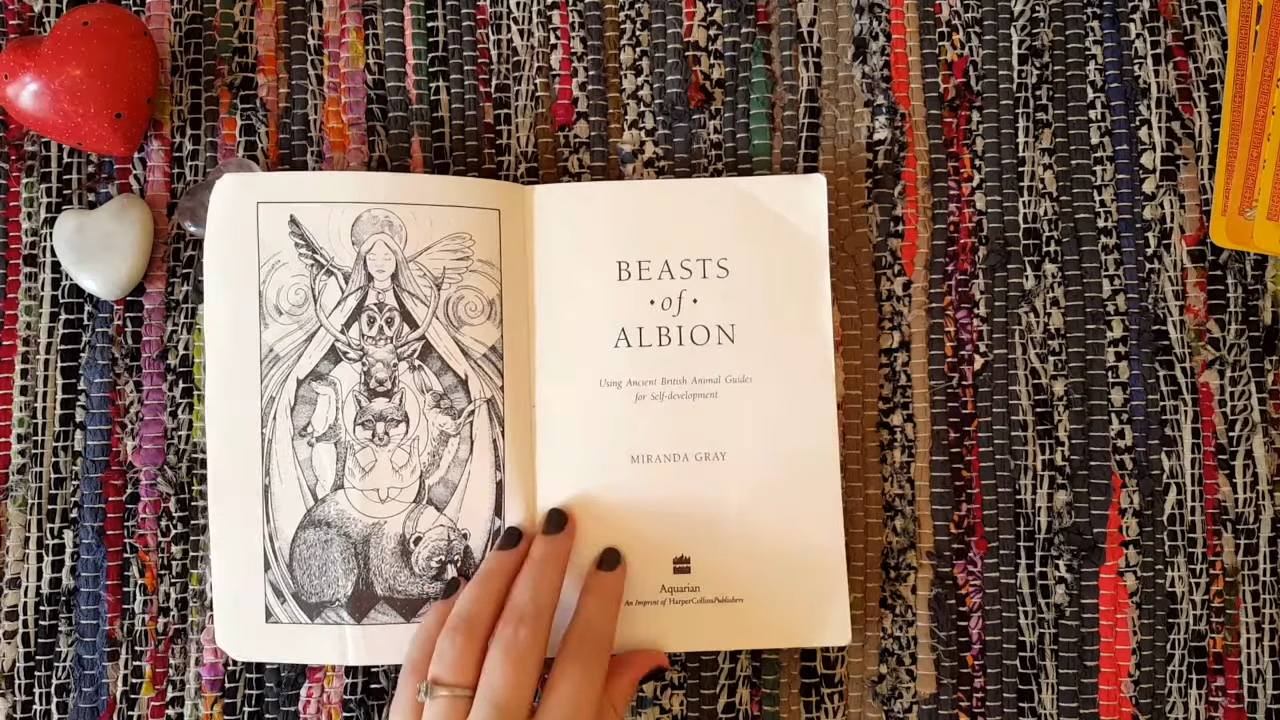 BEASTS
of
ALBION
Using Ancient British Animal Guides
for Self-development
MIRANDA GRAY
Aquarian
An Imprint of HarperCollinsPublishers